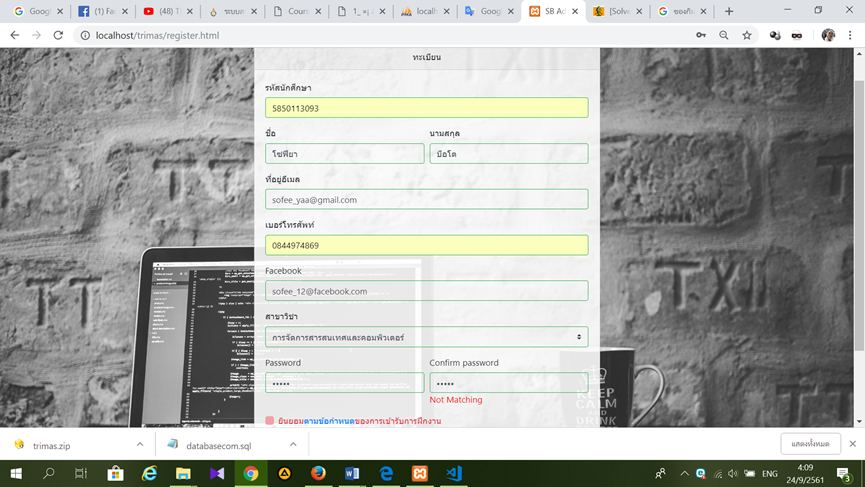 Googl
(1) Fac
(48) T
ระบบส
Cours
localh
Goog
SB Ad
[Solve
ของกัน
localhost/trimas/register.html
ทะเบียน
รหัสนักศึกษา
5850113093
ชื่อ
นามสกุล
โซฟียา
บือโต
ที่อยู่อีเมล
sofee_yaa@gmail.com
เบอร์โทรศัพท์
0844974869
Facebook
sofee_12@facebook.com
สาขาวิชา
การจัดการสารสนเทศและคอมพิวเตอร์
Password
Confirm password
Not Matching
KEEP
CALM
AND
DRINK
ยินยอมตามข้อกำหนดของการเข้ารับการฝึกงาน
trimas.zip
databasecom.sql
แสดงทั้งหมด
ENG
4:09
24/9/2561
3